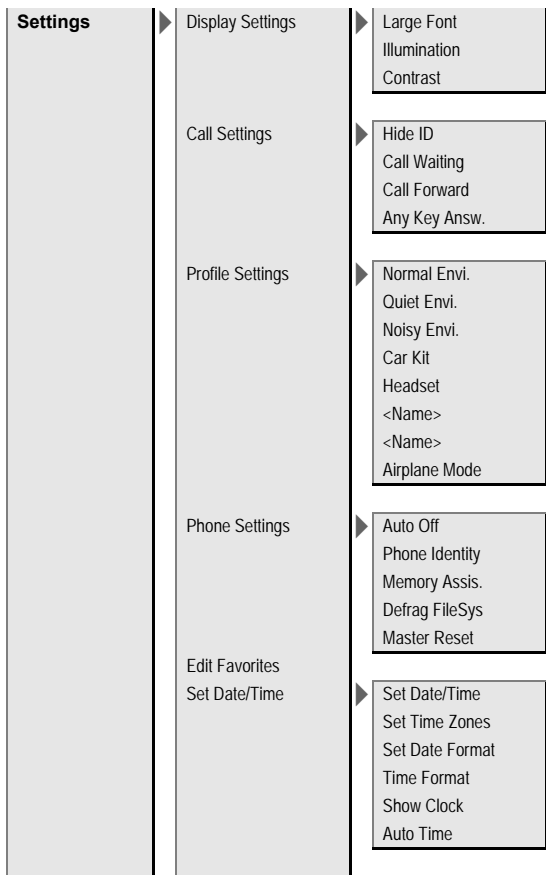 Settings
Display Settings
Large Font
Illumination
Contrast
Call Settings
Hide ID
Call Waiting
Call Forward
Any Key Answ.
Profile Settings
Normal Envi.
Quiet Envi.
Noisy Envi.
Car Kit
Headset
<Name>
<Name>
Airplane Mode
Phone Settings
Auto Off
Phone Identity
Memory Assis.
Defrag FileSys
Master Reset
Edit Favorites
Set Date/Time
Set Date/Time
Set Time Zones
Set Date Format
Time Format
Show Clock
Auto Time